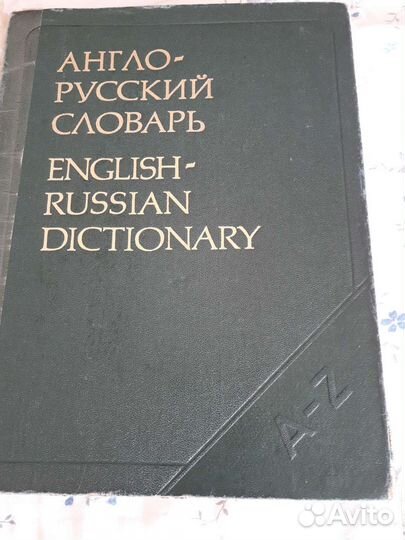 АНГЛО-
РУССКИЙ
СЛОВАРЬ
ENGLISH-
RUSSIAN
DICTIONARY
A-Z
Avito